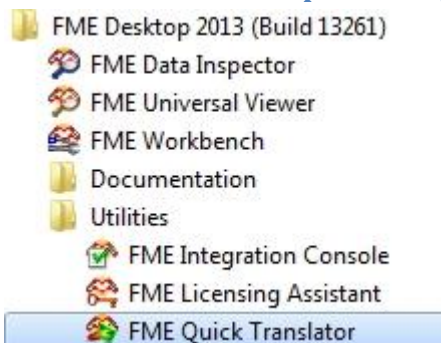 FME Desktop 2013 (Build 13261)
FME Data Inspector
FME Universal Viewer
FME Workbench
Documentation
Utilities
FME Integration Console
FME Licensing Assistant
FME Quick Translator